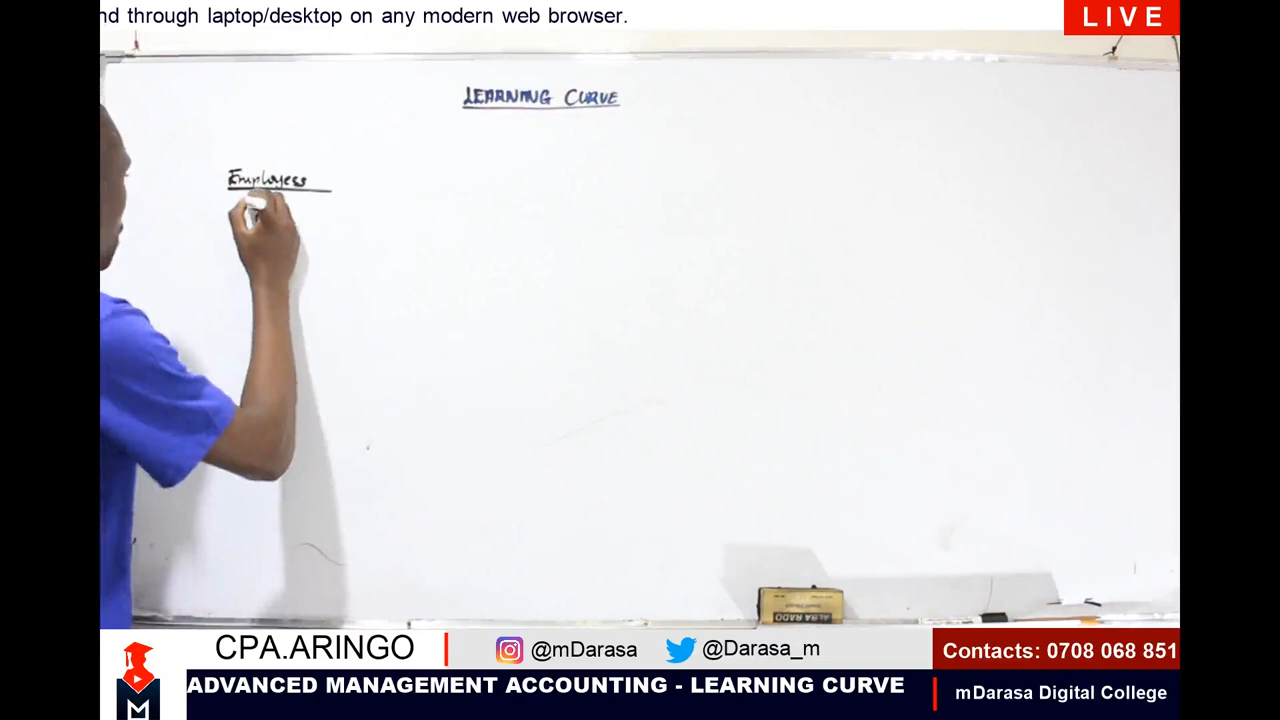 nd through laptop/desktop on any modern web browser.
LIVE
LEARNING CURVE
Employess
CPA.ARINGO
@mDarasa
@Darasa_m
Contacts: 0708 068 851
M
ADVANCED MANAGEMENT ACCOUNTING - LEARNING CURVE
mDarasa Digital College